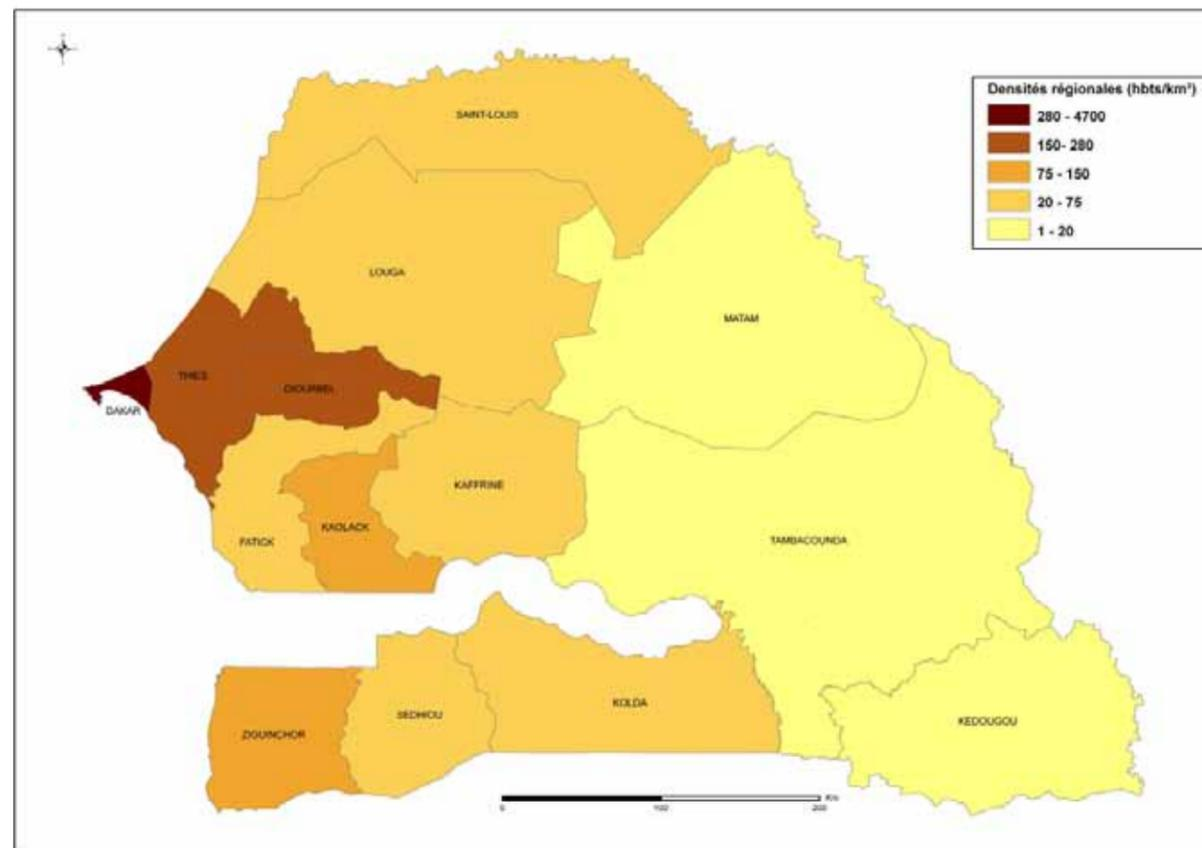 Densités régionales (hbts/km²)
280 - 4700
150- 280
75 - 150
20 - 75
1 - 20
SAINT-LOUIS
LOUGA
MATAM
THIES
DIOURBEL
DAKAR
KAFFRINE
KAOLACK
FATICK
TAMBACOUNDA
KOLDA
SEDHIOU
ZIGUINCHOR
KEDOUGOU
Km
0 100 200